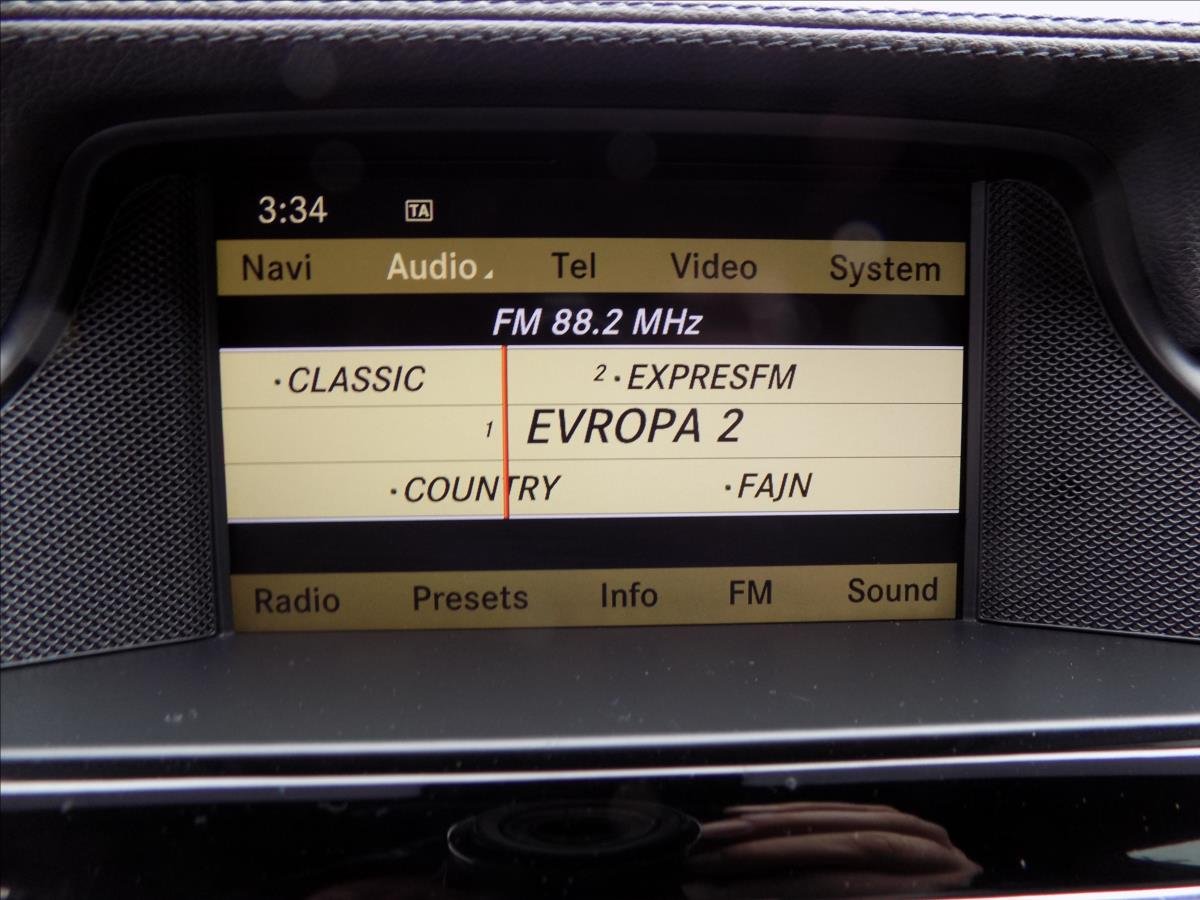 3:34 TA
Navi Audio Tel Video System
FM 88.2 MHz
·CLASSIC 2·EXPRESFM
1 EVROPA 2
·COUNTRY ·FAJN
Radio Presets Info FM Sound